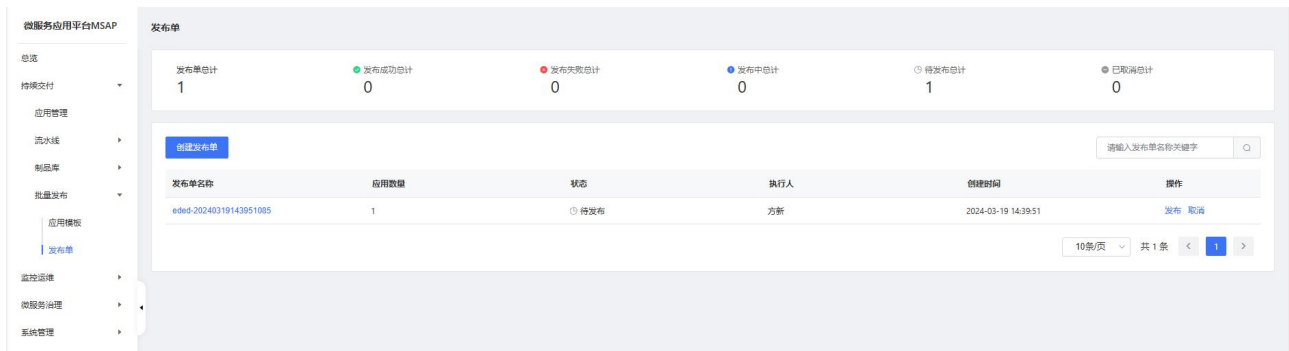 微服务应用平台MSAP
总览
持续交付
应用管理
流水线
制品库
批量发布
应用模板
发布单
监控运维
微服务治理
系统管理
发布单
发布单总计 发布成功总计 发布失败总计 发布中总计 待发布总计 已取消总计
1 0 0 0 1 0
创建发布单 请输入发布单名称关键字
发布单名称 应用数量 状态 执行人 创建时间 操作
eded-20240319143951085 1 待发布 方新 2024-03-19 14:39:51 发布 取消
10条/页 共 1 条 < 1 >